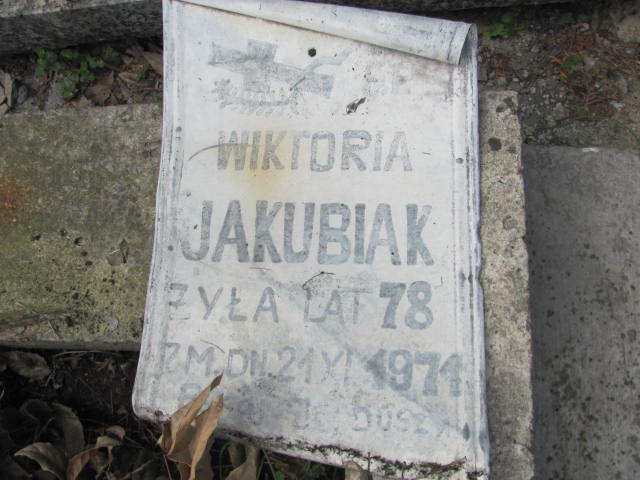 Ś.P.
WIKTORIA
JAKUBIAK
ŻYŁA LAT 78
ZM. DN. 21 VI 1971